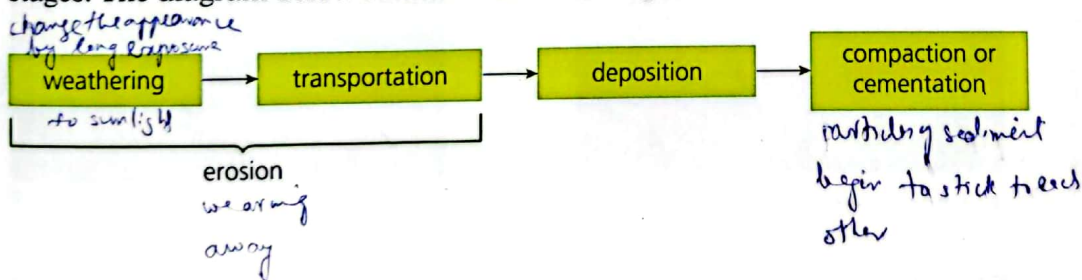 stages. The diagram
change the appearance
by long exposure
weathering
transportation
deposition
compaction or
cementation
to sunlight
erosion
wearing
away
particles of sediment
begin to stick to each
other